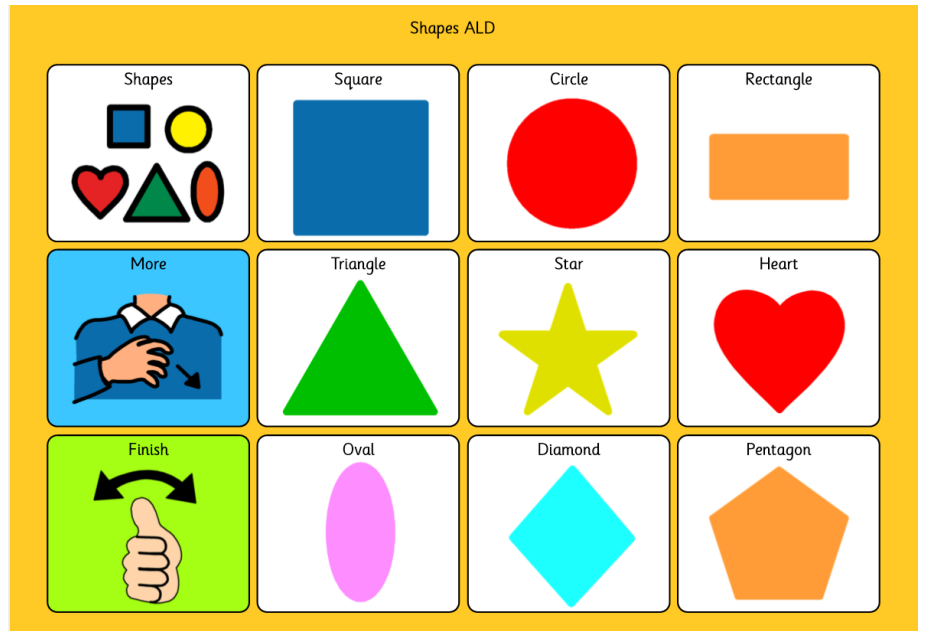 Shapes ALD
Shapes
Square
Circle
Rectangle
More
Triangle
Star
Heart
Finish
Oval
Diamond
Pentagon